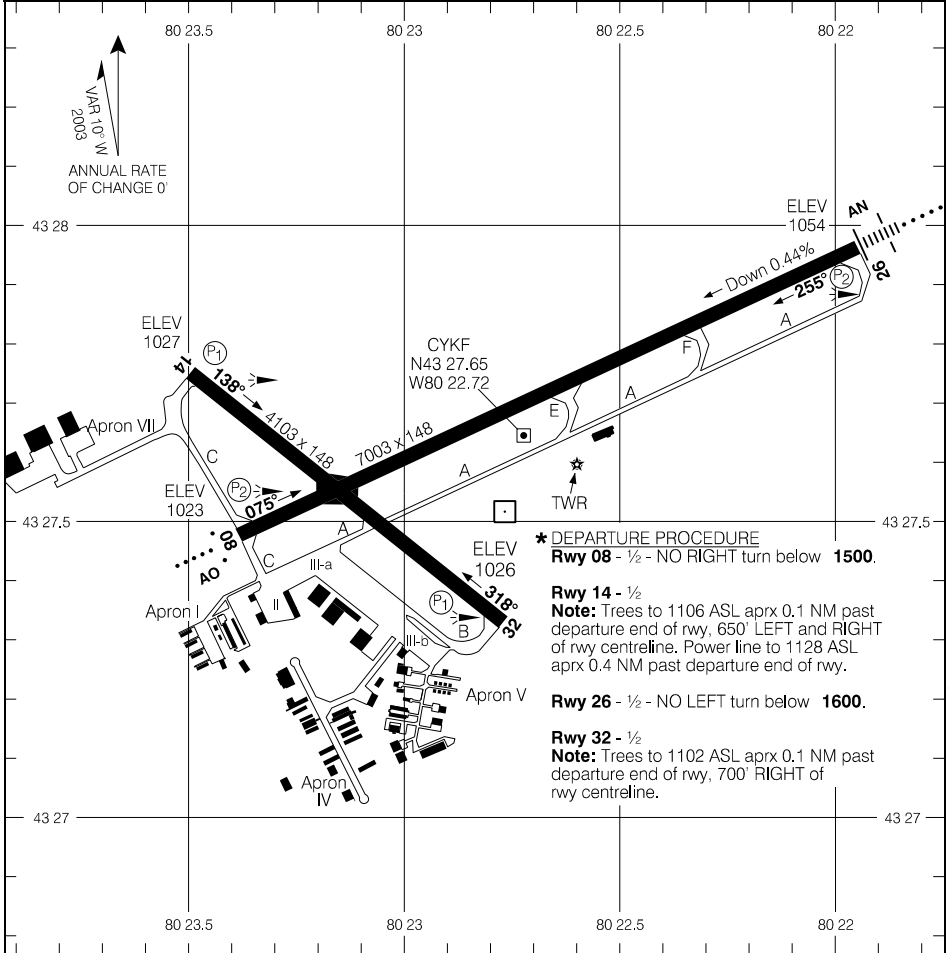 80 23.5
80 23
80 22.5
80 22
VAR 10° W
2003
ANNUAL RATE
OF CHANGE 0'
43 28
ELEV
1054
AN
26
Down 0.44%
255°
P2
A
ELEV
1027
P1
14
138°
4103 x 148
CYKF
N43 27.65
W80 22.72
F
A
E
7003 x 148
Apron VII
C
P2
A
ELEV
1023
075°
TWR
43 27.5
43 27.5
08
A
AO
C
III-a
ELEV
1026
318°
32
P1
B
Apron I
II
III-b
Apron V
Apron
IV
* DEPARTURE PROCEDURE
Rwy 08 - ½ - NO RIGHT turn below 1500.
Rwy 14 - ½
Note: Trees to 1106 ASL aprx 0.1 NM past
departure end of rwy, 650' LEFT and RIGHT
of rwy centreline. Power line to 1128 ASL
aprx 0.4 NM past departure end of rwy.
Rwy 26 - ½ - NO LEFT turn below 1600.
Rwy 32 - ½
Note: Trees to 1102 ASL aprx 0.1 NM past
departure end of rwy, 700' RIGHT of
rwy centreline.
43 27
43 27
80 23.5
80 23
80 22.5
80 22